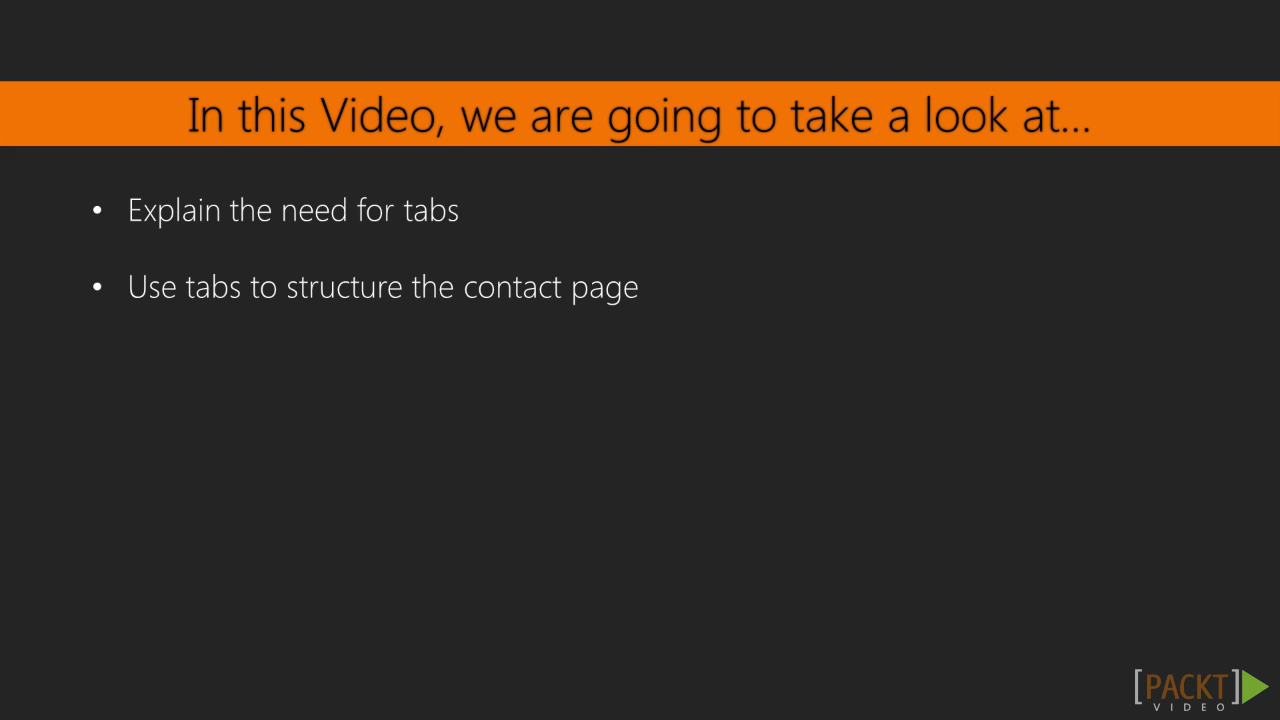 In this Video, we are going to take a look at...
• Explain the need for tabs
• Use tabs to structure the contact page
[PACKT]
VIDEO